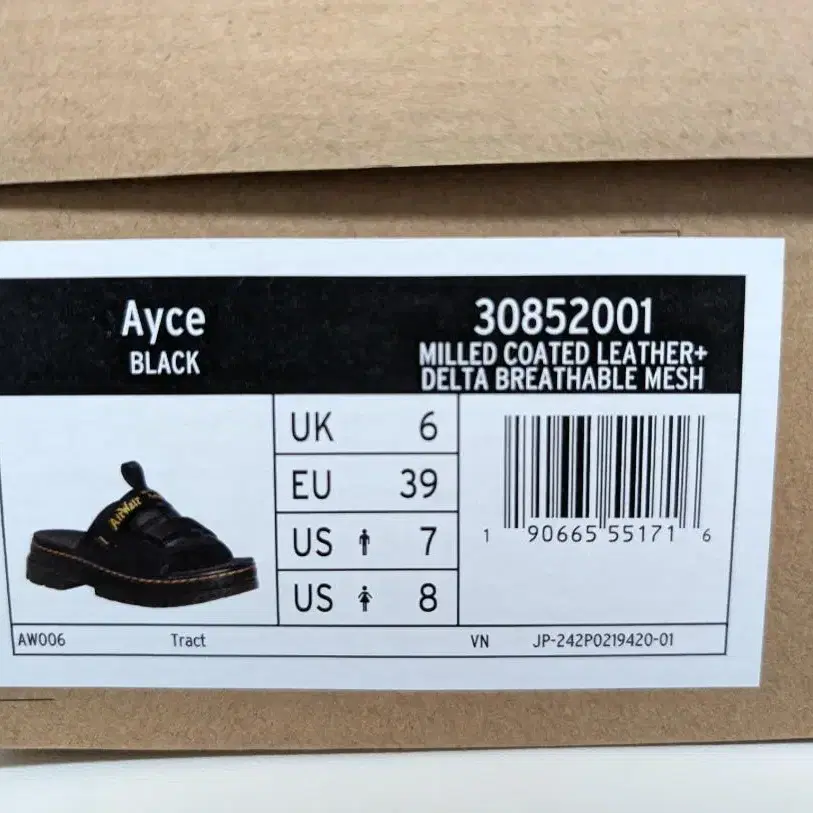 Ayce
BLACK
30852001
MILLED COATED LEATHER+
DELTA BREATHABLE MESH
AirWair
UK 6
EU 39
US 7
US 8
1 90665 55171 6
AW006 Tract VN JP-242P0219420-01